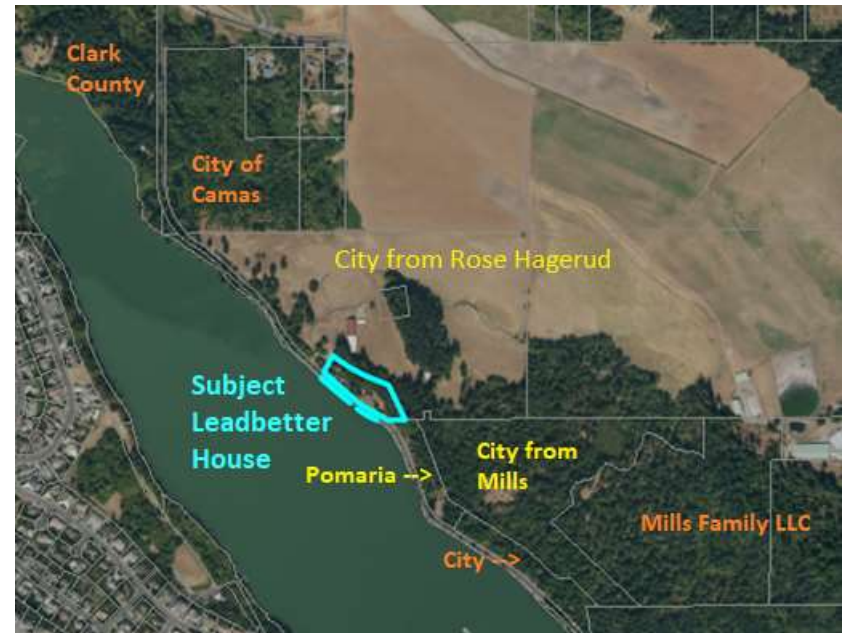 Clark
County
City of
Camas
City from Rose Hagerud
Subject
Leadbetter
House
Pomaria -->
City from
Mills
Mills Family LLC
City -->